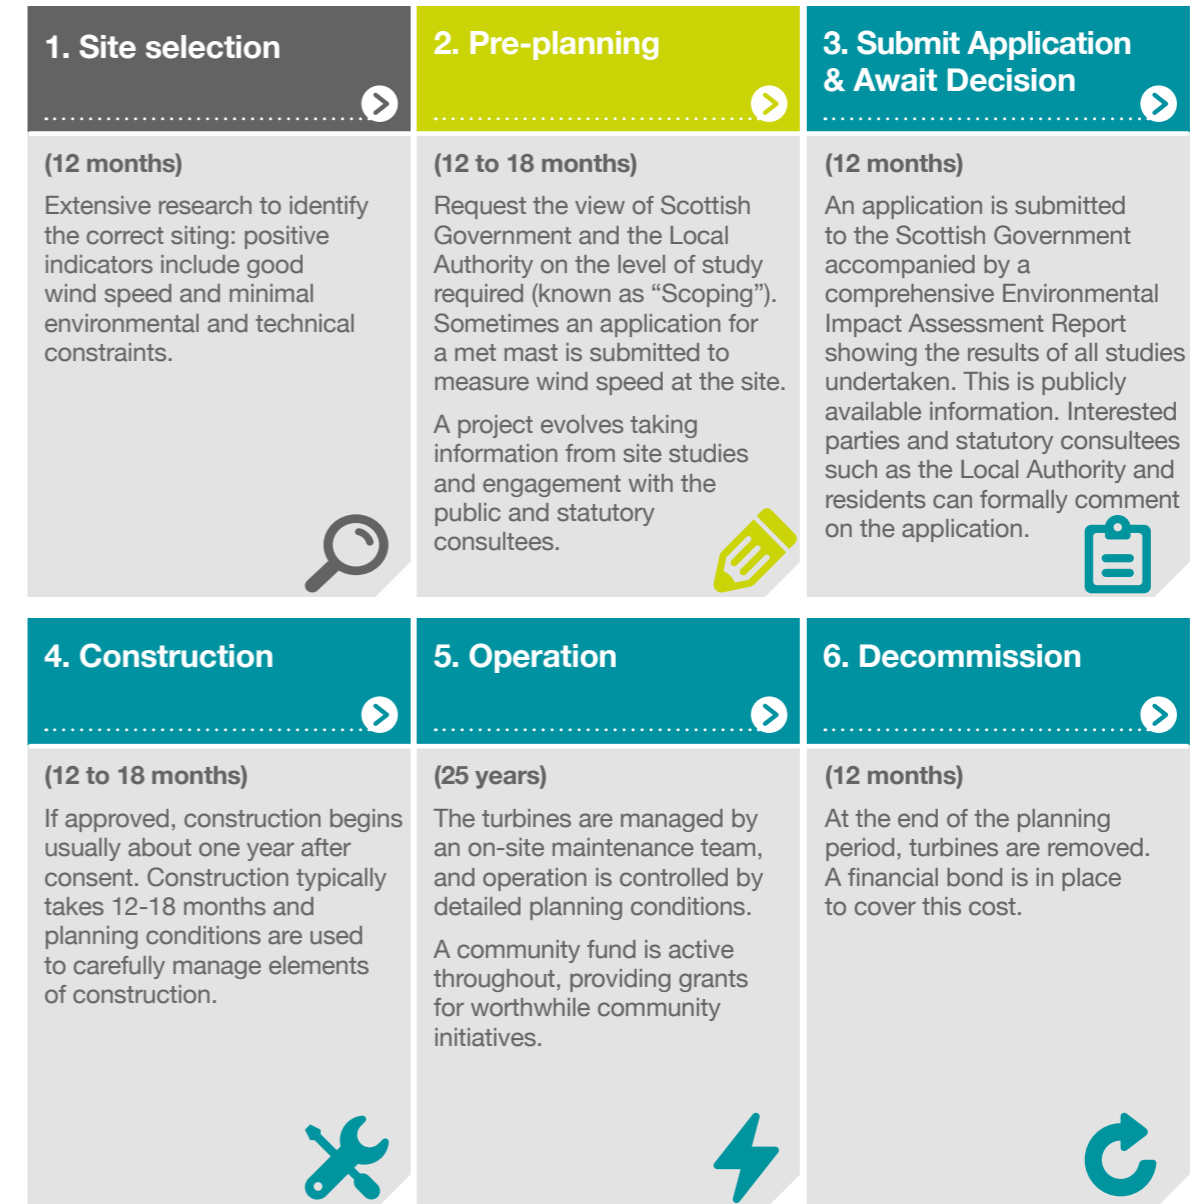 1. Site selection
(12 months)
Extensive research to identify
the correct siting: positive
indicators include good
wind speed and minimal
environmental and technical
constraints.
2. Pre-planning
(12 to 18 months)
Request the view of Scottish
Government and the Local
Authority on the level of study
required (known as “Scoping”).
Sometimes an application for
a met mast is submitted to
measure wind speed at the site.
A project evolves taking
information from site studies
and engagement with the
public and statutory
consultees.
3. Submit Application
& Await Decision
(12 months)
An application is submitted
to the Scottish Government
accompanied by a
comprehensive Environmental
Impact Assessment Report
showing the results of all studies
undertaken. This is publicly
available information. Interested
parties and statutory consultees
such as the Local Authority and
residents can formally comment
on the application.
4. Construction
(12 to 18 months)
If approved, construction begins
usually about one year after
consent. Construction typically
takes 12-18 months and
planning conditions are used
to carefully manage elements
of construction.
5. Operation
(25 years)
The turbines are managed by
an on-site maintenance team,
and operation is controlled by
detailed planning conditions.
A community fund is active
throughout, providing grants
for worthwhile community
initiatives.
6. Decommission
(12 months)
At the end of the planning
period, turbines are removed.
A financial bond is in place
to cover this cost.